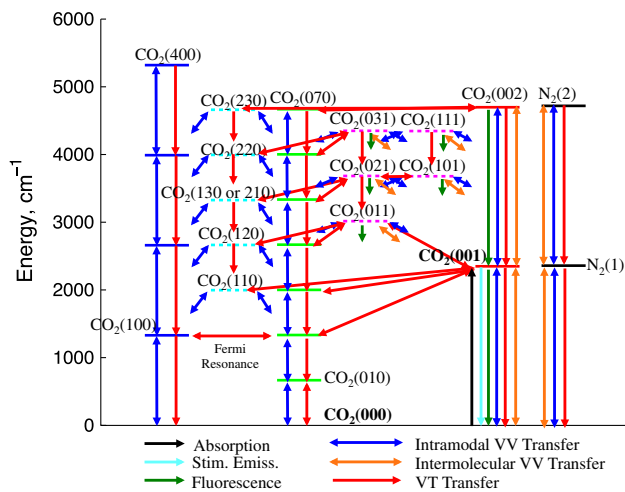 6000
5000
4000
3000
2000
1000
0
Energy, cm⁻¹
CO₂(400)
CO₂(230)
CO₂(070)
CO₂(002)
N₂(2)
CO₂(031)
CO₂(111)
CO₂(220)
CO₂(021)
CO₂(101)
CO₂(130 or 210)
CO₂(011)
CO₂(120)
CO₂(001)
N₂(1)
CO₂(110)
CO₂(100)
Fermi
Resonance
CO₂(010)
CO₂(000)
Absorption
Intramodal VV Transfer
Stim. Emiss.
Intermolecular VV Transfer
Fluorescence
VT Transfer